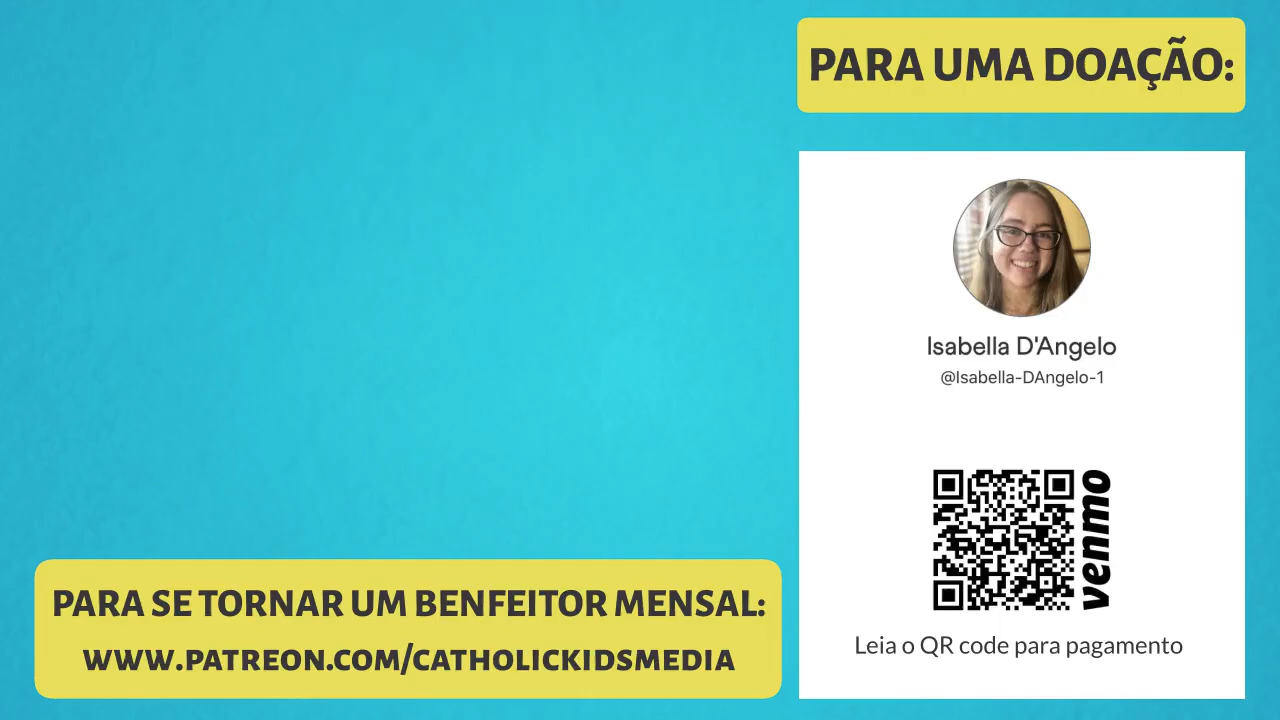 PARA UMA DOAÇÃO:
Isabella D'Angelo
@Isabella-DAngelo-1
venmo
Leia o QR code para pagamento
PARA SE TORNAR UM BENFEITOR MENSAL:
WWW.PATREON.COM/CATHOLICKIDSMEDIA